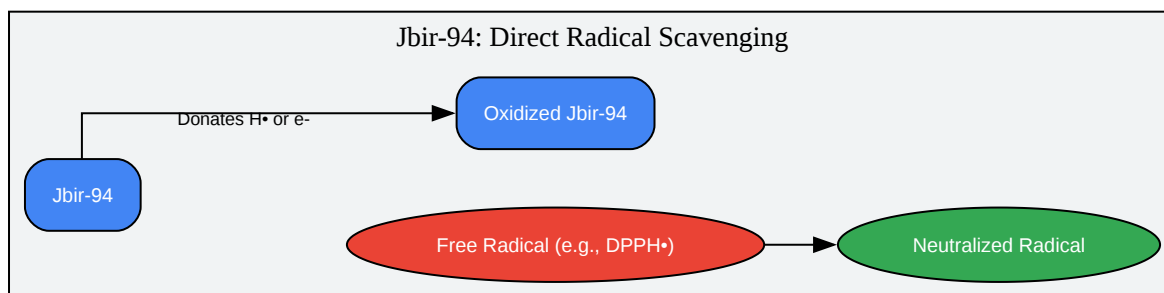 Jbir-94: Direct Radical Scavenging
Oxidized Jbir-94
Donates H• or e-
Jbir-94
Free Radical (e.g., DPPH•)
Neutralized Radical